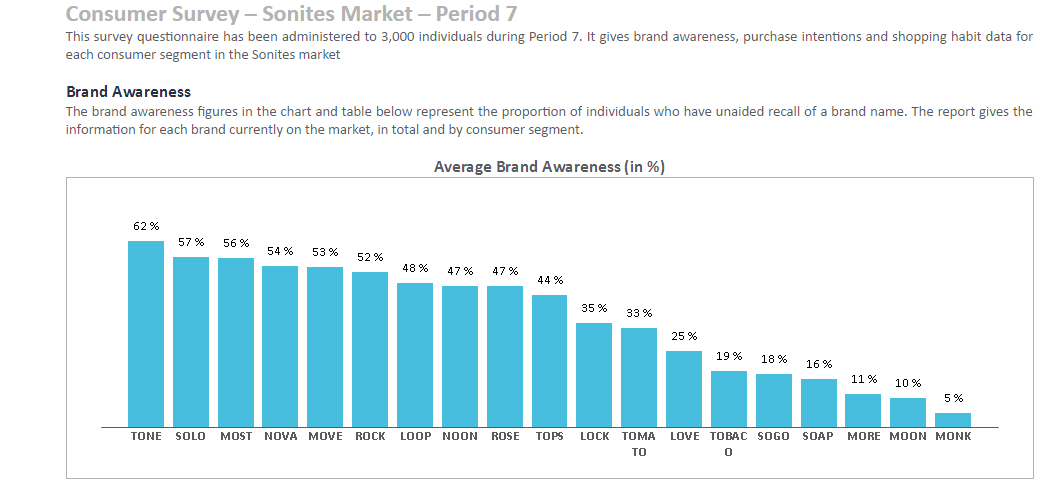 Consumer Survey – Sonites Market – Period 7
This survey questionnaire has been administered to 3,000 individuals during Period 7. It gives brand awareness, purchase intentions and shopping habit data for
each consumer segment in the Sonites market
Brand Awareness
The brand awareness figures in the chart and table below represent the proportion of individuals who have unaided recall of a brand name. The report gives the
information for each brand currently on the market, in total and by consumer segment.
Average Brand Awareness (in %)
62 %
57 %
56 %
54 %
53 %
52 %
48 %
47 %
47 %
44 %
35 %
33 %
25 %
19 %
18 %
16 %
11 %
10 %
5 %
TONE SOLO MOST NOVA MOVE ROCK LOOP NOON ROSE TOPS LOCK TOMA LOVE TOBAC SOGO SOAP MORE MOON MONK
TO O